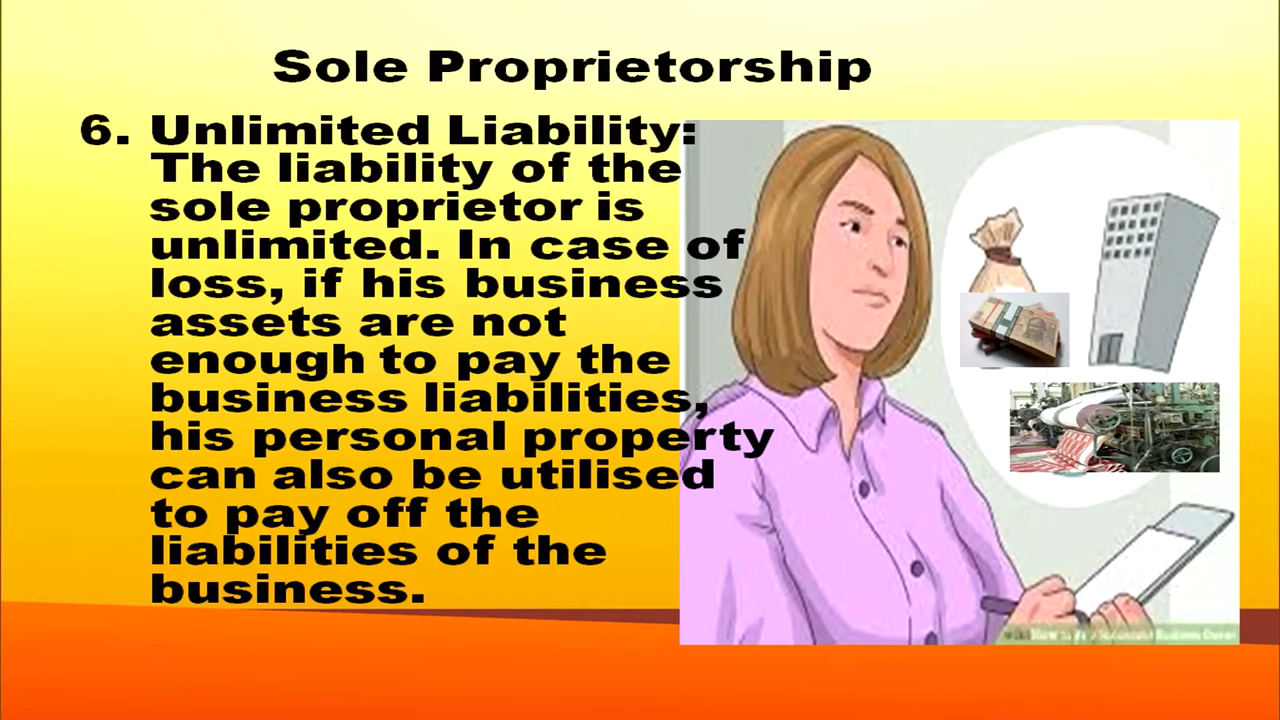 Sole Proprietorship
6. Unlimited Liability:
The liability of the
sole proprietor is
unlimited. In case of
loss, if his business
assets are not
enough to pay the
business liabilities,
his personal property
can also be utilised
to pay off the
liabilities of the
business.